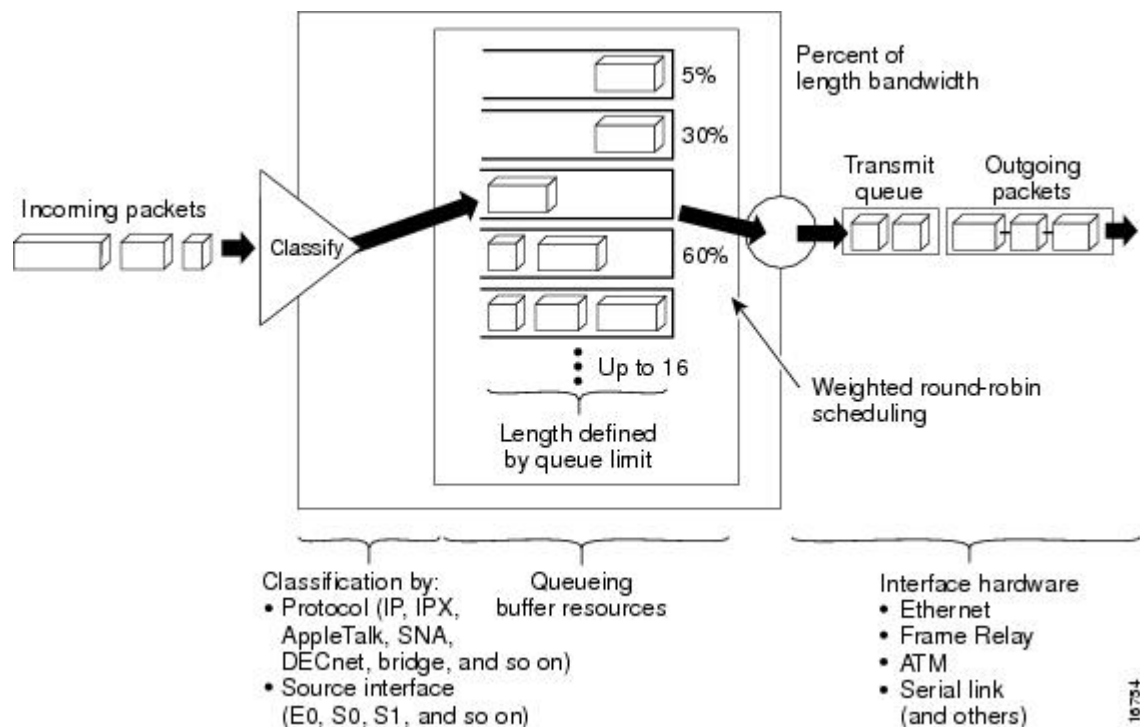 5%
Percent of
length bandwidth
30%
Transmit
queue
Outgoing
packets
Incoming packets
Classify
60%
Up to 16
Weighted round-robin
scheduling
Length defined
by queue limit
Classification by:
• Protocol (IP, IPX,
AppleTalk, SNA,
DECnet, bridge, and so on)
• Source interface
(E0, S0, S1, and so on)
Queueing
buffer resources
Interface hardware
• Ethernet
• Frame Relay
• ATM
• Serial link
(and others)
16754